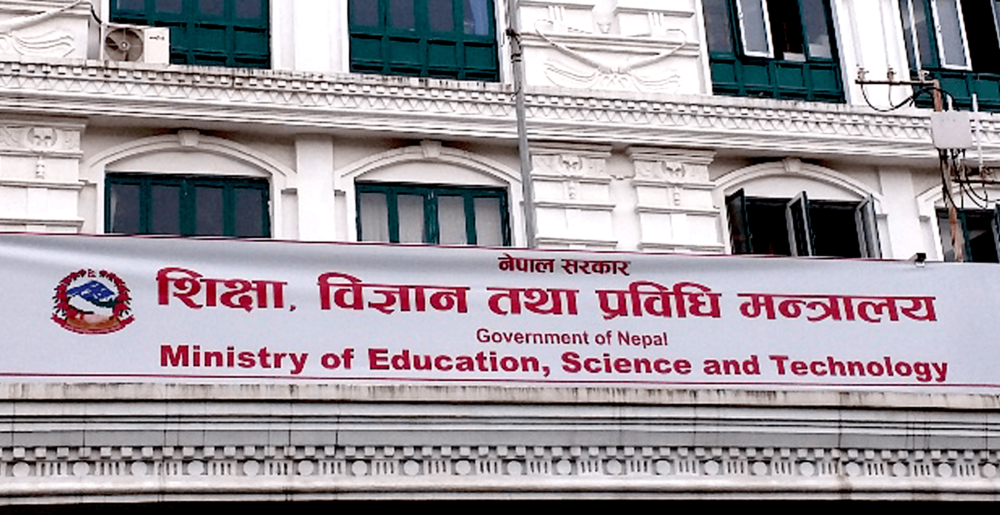 नेपाल सरकार
शिक्षा, विज्ञान तथा प्रविधि मन्त्रालय
Government of Nepal
Ministry of Education, Science and Technology